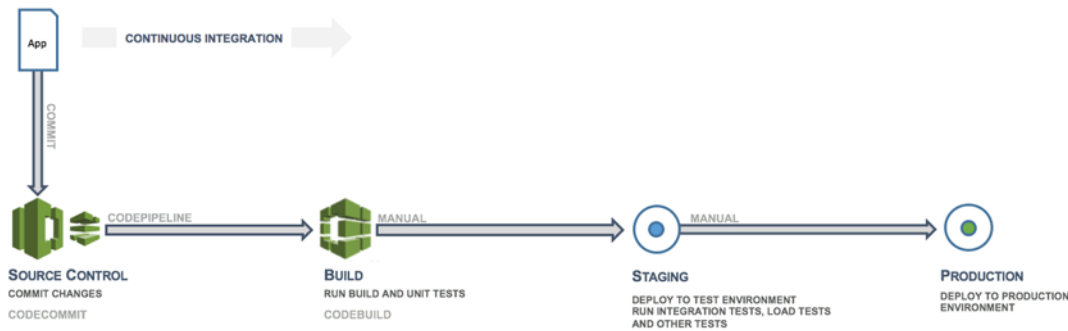 App
CONTINUOUS INTEGRATION
COMMIT
CODEPIPELINE
MANUAL
MANUAL
SOURCE CONTROL
COMMIT CHANGES
CODECOMMIT
BUILD
RUN BUILD AND UNIT TESTS
CODEBUILD
STAGING
DEPLOY TO TEST ENVIRONMENT
RUN INTEGRATION TESTS, LOAD TESTS
AND OTHER TESTS
PRODUCTION
DEPLOY TO PRODUCTION
ENVIRONMENT